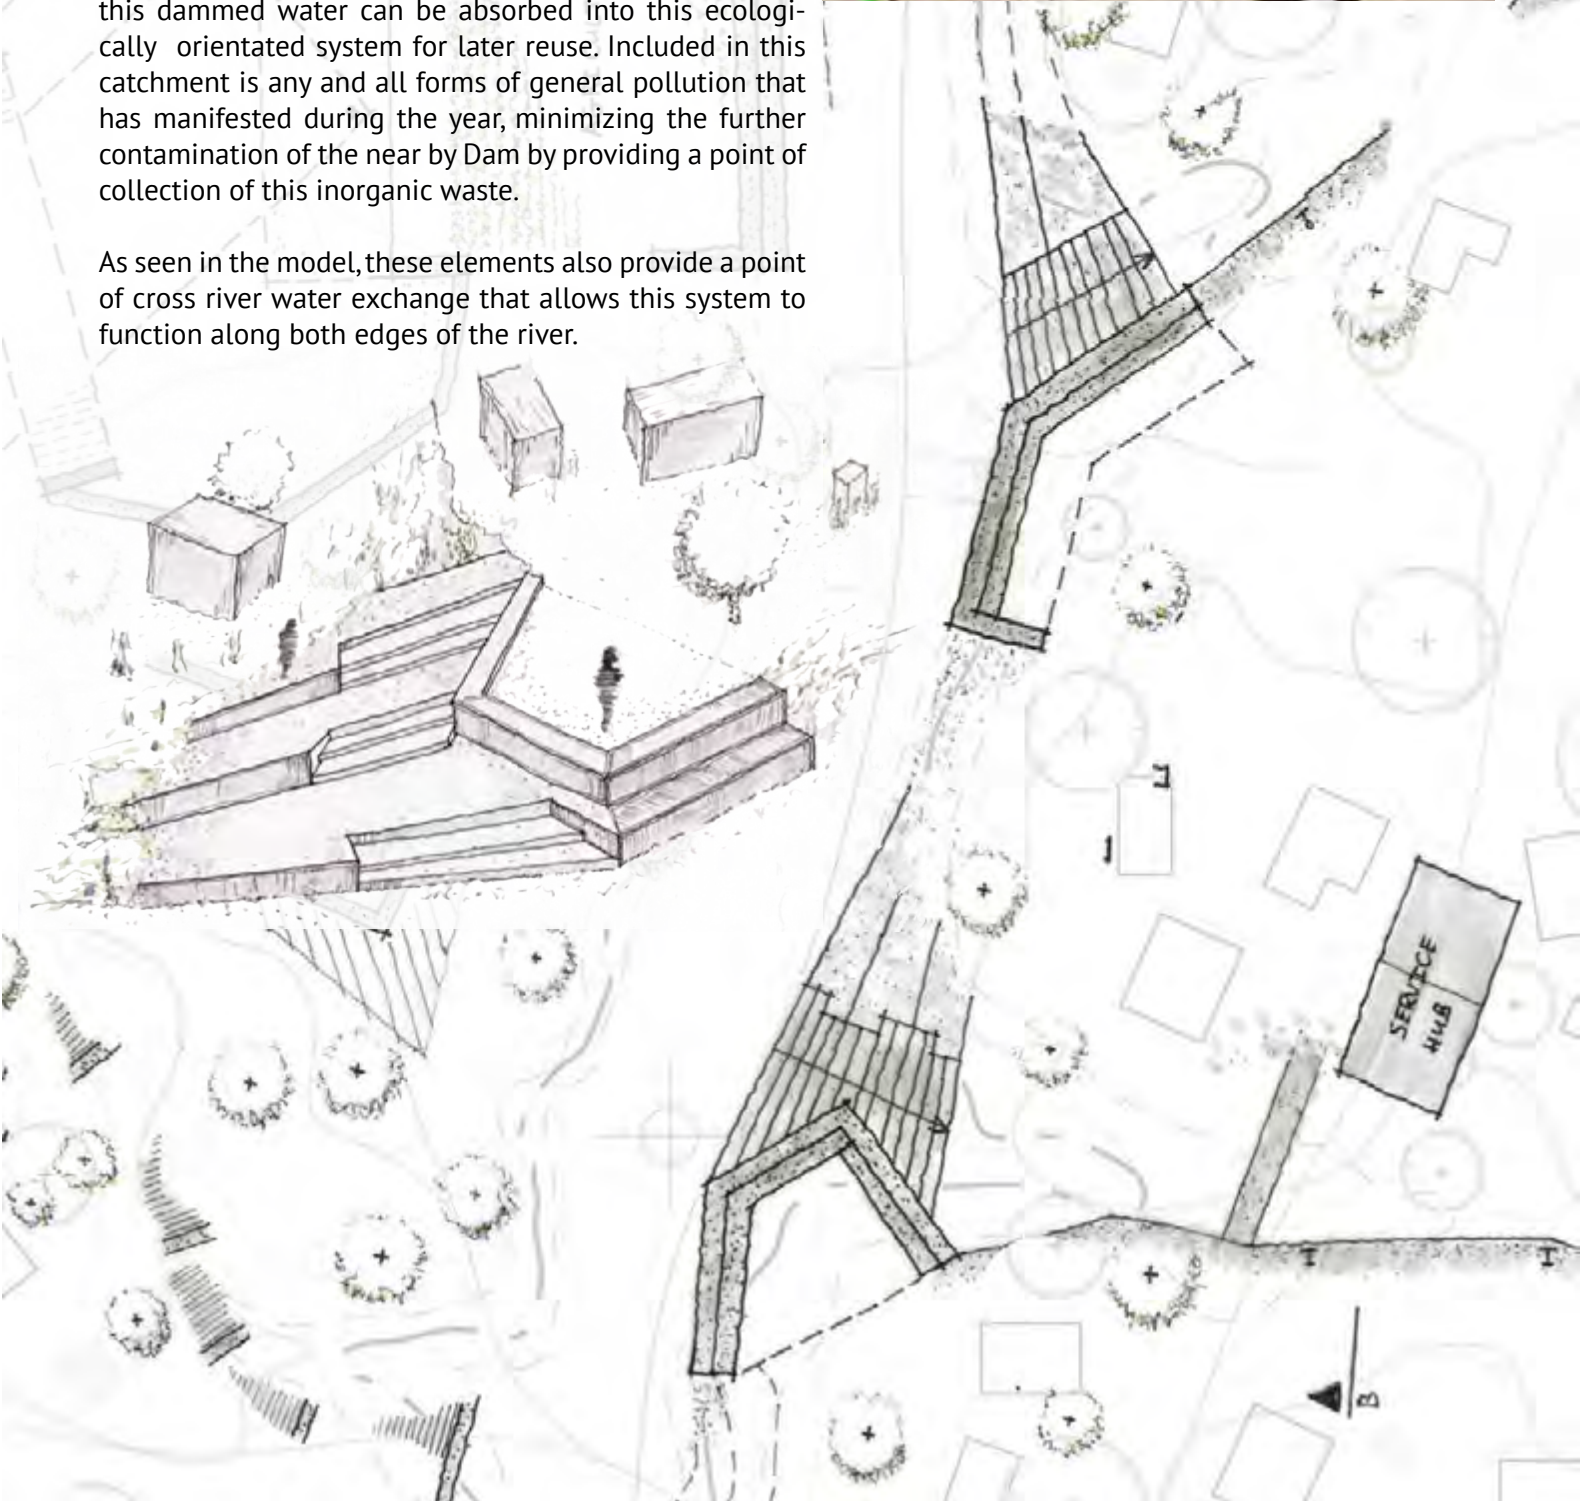 this dammed water can be absorbed into this ecologi-
cally orientated system for later reuse. Included in this
catchment is any and all forms of general pollution that
has manifested during the year, minimizing the further
contamination of the near by Dam by providing a point of
collection of this inorganic waste.
As seen in the model, these elements also provide a point
of cross river water exchange that allows this system to
function along both edges of the river.
SERVICE
HUB
B